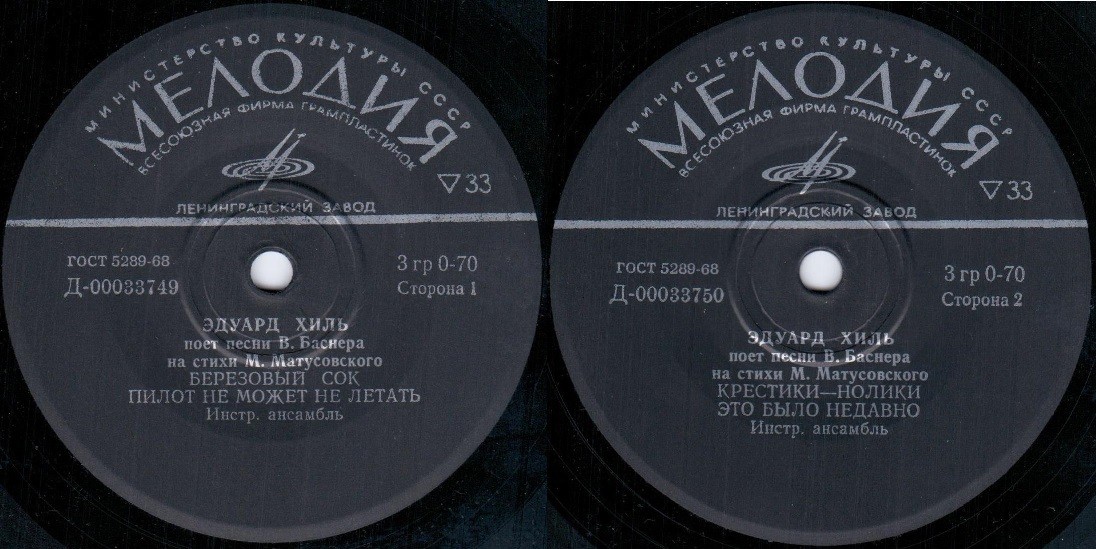 МИНИСТЕРСТВО КУЛЬТУРЫ СССР
МЕЛОДИЯ
ВСЕСОЮЗНАЯ ФИРМА ГРАМПЛАСТИНОК
▽33
ЛЕНИНГРАДСКИЙ ЗАВОД
ГОСТ 5289-68
Д-00033749
3 гр 0-70
Сторона 1
ЭДУАРД ХИЛЬ
поет песни В. Баснера
на стихи М. Матусовского
БЕРЕЗОВЫЙ СОК
ПИЛОТ НЕ МОЖЕТ НЕ ЛЕТАТЬ
Инстр. ансамбль
МИНИСТЕРСТВО КУЛЬТУРЫ СССР
МЕЛОДИЯ
ВСЕСОЮЗНАЯ ФИРМА ГРАМПЛАСТИНОК
▽33
ЛЕНИНГРАДСКИЙ ЗАВОД
ГОСТ 5289-68
Д-00033750
3 гр 0-70
Сторона 2
ЭДУАРД ХИЛЬ
поет песни В. Баснера
на стихи М. Матусовского
КРЕСТИКИ—НОЛИКИ
ЭТО БЫЛО НЕДАВНО
Инстр. ансамбль